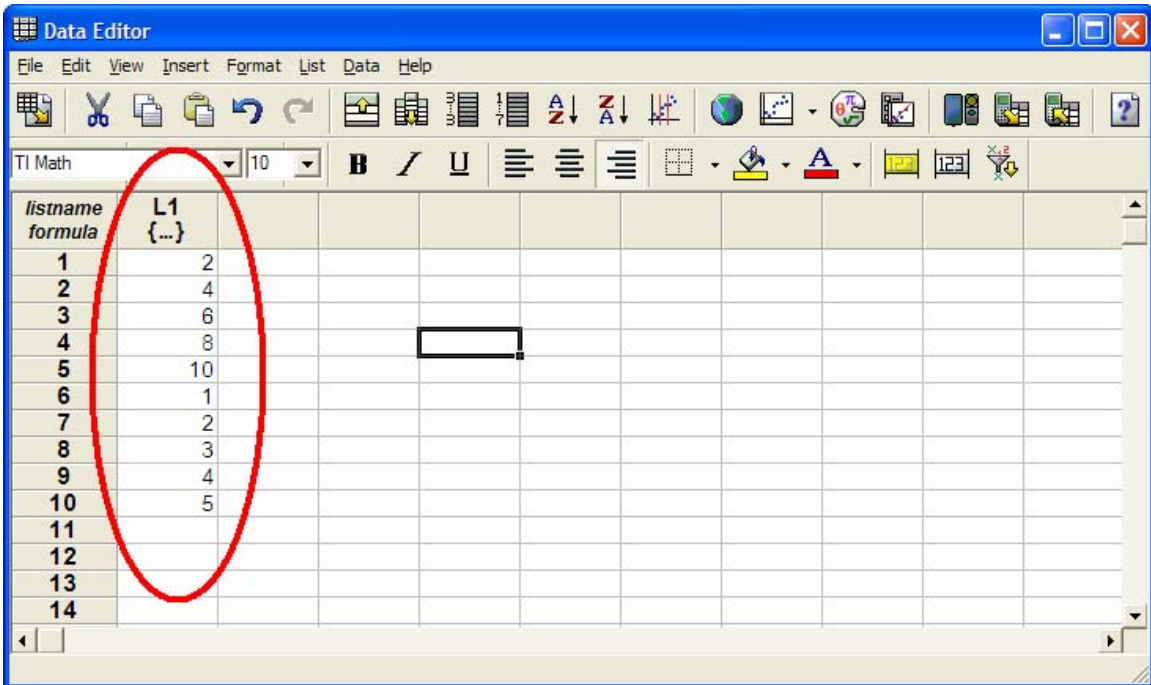 Data Editor
File Edit View Insert Format List Data Help
TI Math 10 B I U A 123 123
listname L1
formula {...}
1 2
2 4
3 6
4 8
5 10
6 1
7 2
8 3
9 4
10 5
11
12
13
14